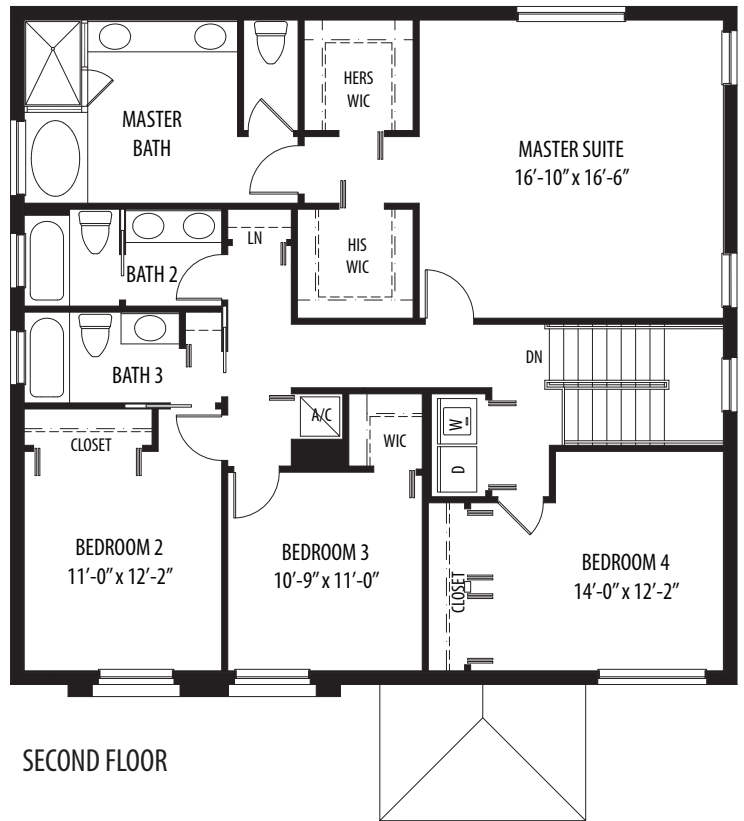 HERS
WIC
MASTER
BATH
MASTER SUITE
16’-10” x 16’-6”
LN
HIS
WIC
BATH 2
BATH 3
DN
A/C
W
CLOSET
WIC
D
BEDROOM 2
11’-0” x 12’-2”
BEDROOM 3
10’-9” x 11’-0”
BEDROOM 4
14’-0” x 12’-2”
CLOSET
SECOND FLOOR